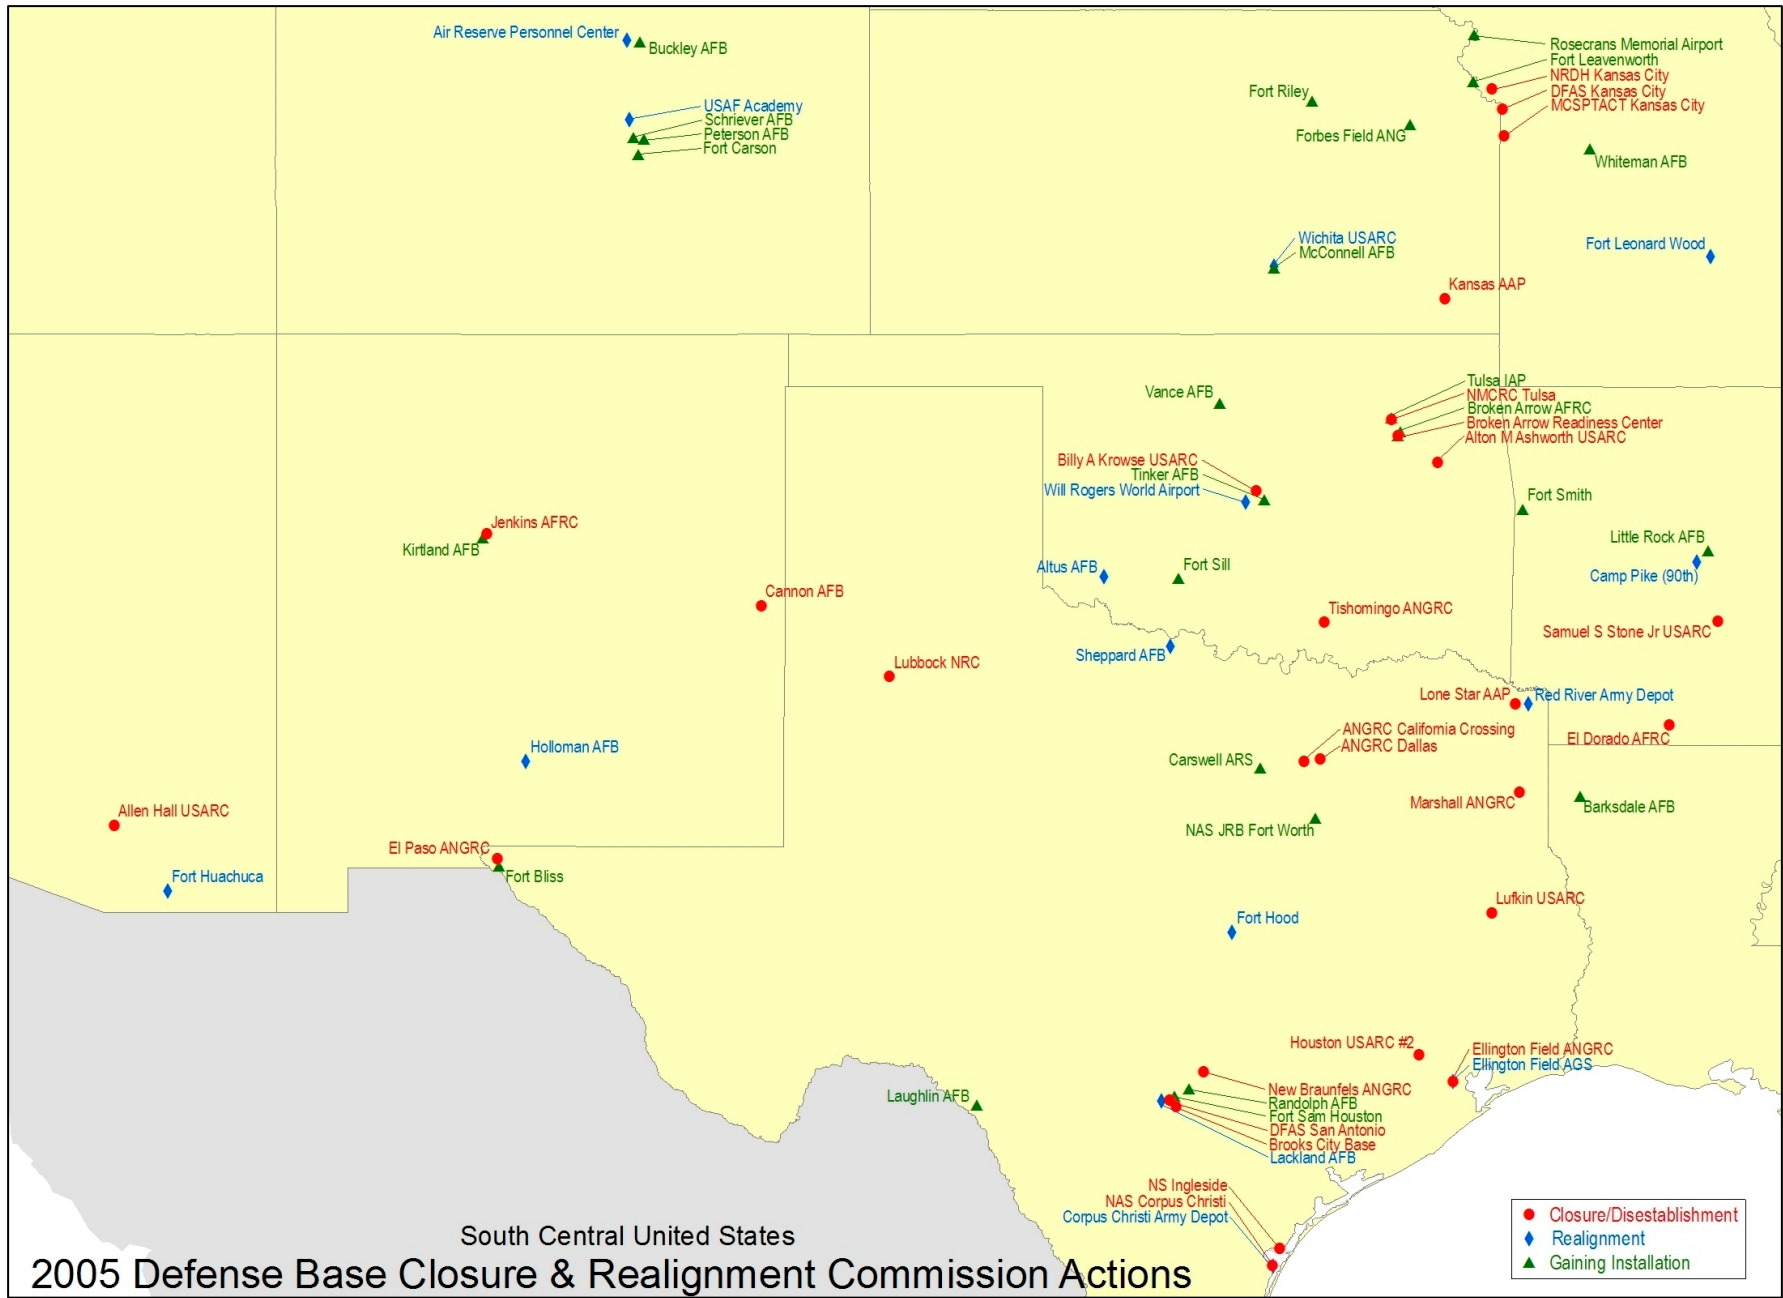 Air Reserve Personnel Center
Buckley AFB
USAF Academy
Schriever AFB
Peterson AFB
Fort Carson
Rosecrans Memorial Airport
Fort Leavenworth
NRDH Kansas City
DFAS Kansas City
MCSPTACT Kansas City
Fort Riley
Forbes Field ANG
Whiteman AFB
Wichita USARC
McConnell AFB
Fort Leonard Wood
Kansas AAP
Vance AFB
Tulsa IAP
NMCRC Tulsa
Broken Arrow AFRC
Broken Arrow Readiness Center
Alton M Ashworth USARC
Billy A Krowse USARC
Tinker AFB
Will Rogers World Airport
Fort Smith
Jenkins AFRC
Kirtland AFB
Little Rock AFB
Camp Pike (90th)
Altus AFB
Fort Sill
Cannon AFB
Tishomingo ANGRC
Samuel S Stone Jr USARC
Sheppard AFB
Lubbock NRC
Lone Star AAP
Red River Army Depot
ANGRC California Crossing
ANGRC Dallas
El Dorado AFRC
Holloman AFB
Carswell ARS
Marshall ANGRC
Barksdale AFB
Allen Hall USARC
NAS JRB Fort Worth
El Paso ANGRC
Fort Bliss
Fort Huachuca
Lufkin USARC
Fort Hood
Houston USARC #2
Ellington Field ANGRC
Ellington Field AGS
Laughlin AFB
New Braunfels ANGRC
Randolph AFB
Fort Sam Houston
DFAS San Antonio
Brooks City Base
Lackland AFB
NS Ingleside
NAS Corpus Christi
Corpus Christi Army Depot
Closure/Disestablishment
Realignment
Gaining Installation
South Central United States
2005 Defense Base Closure & Realignment Commission Actions